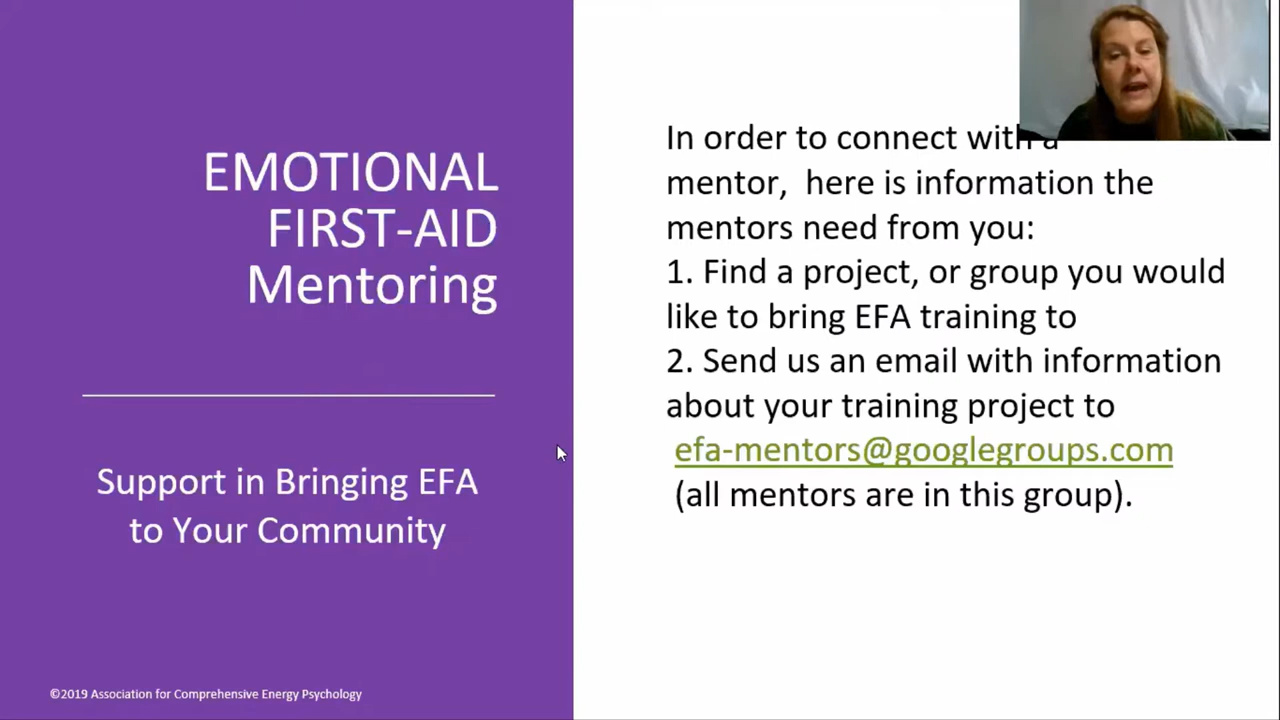 EMOTIONAL
FIRST-AID
Mentoring
Support in Bringing EFA
to Your Community
©2019 Association for Comprehensive Energy Psychology
In order to connect with a
mentor,  here is information the
mentors need from you:
1. Find a project, or group you would
like to bring EFA training to
2. Send us an email with information
about your training project to
efa-mentors@googlegroups.com
(all mentors are in this group).